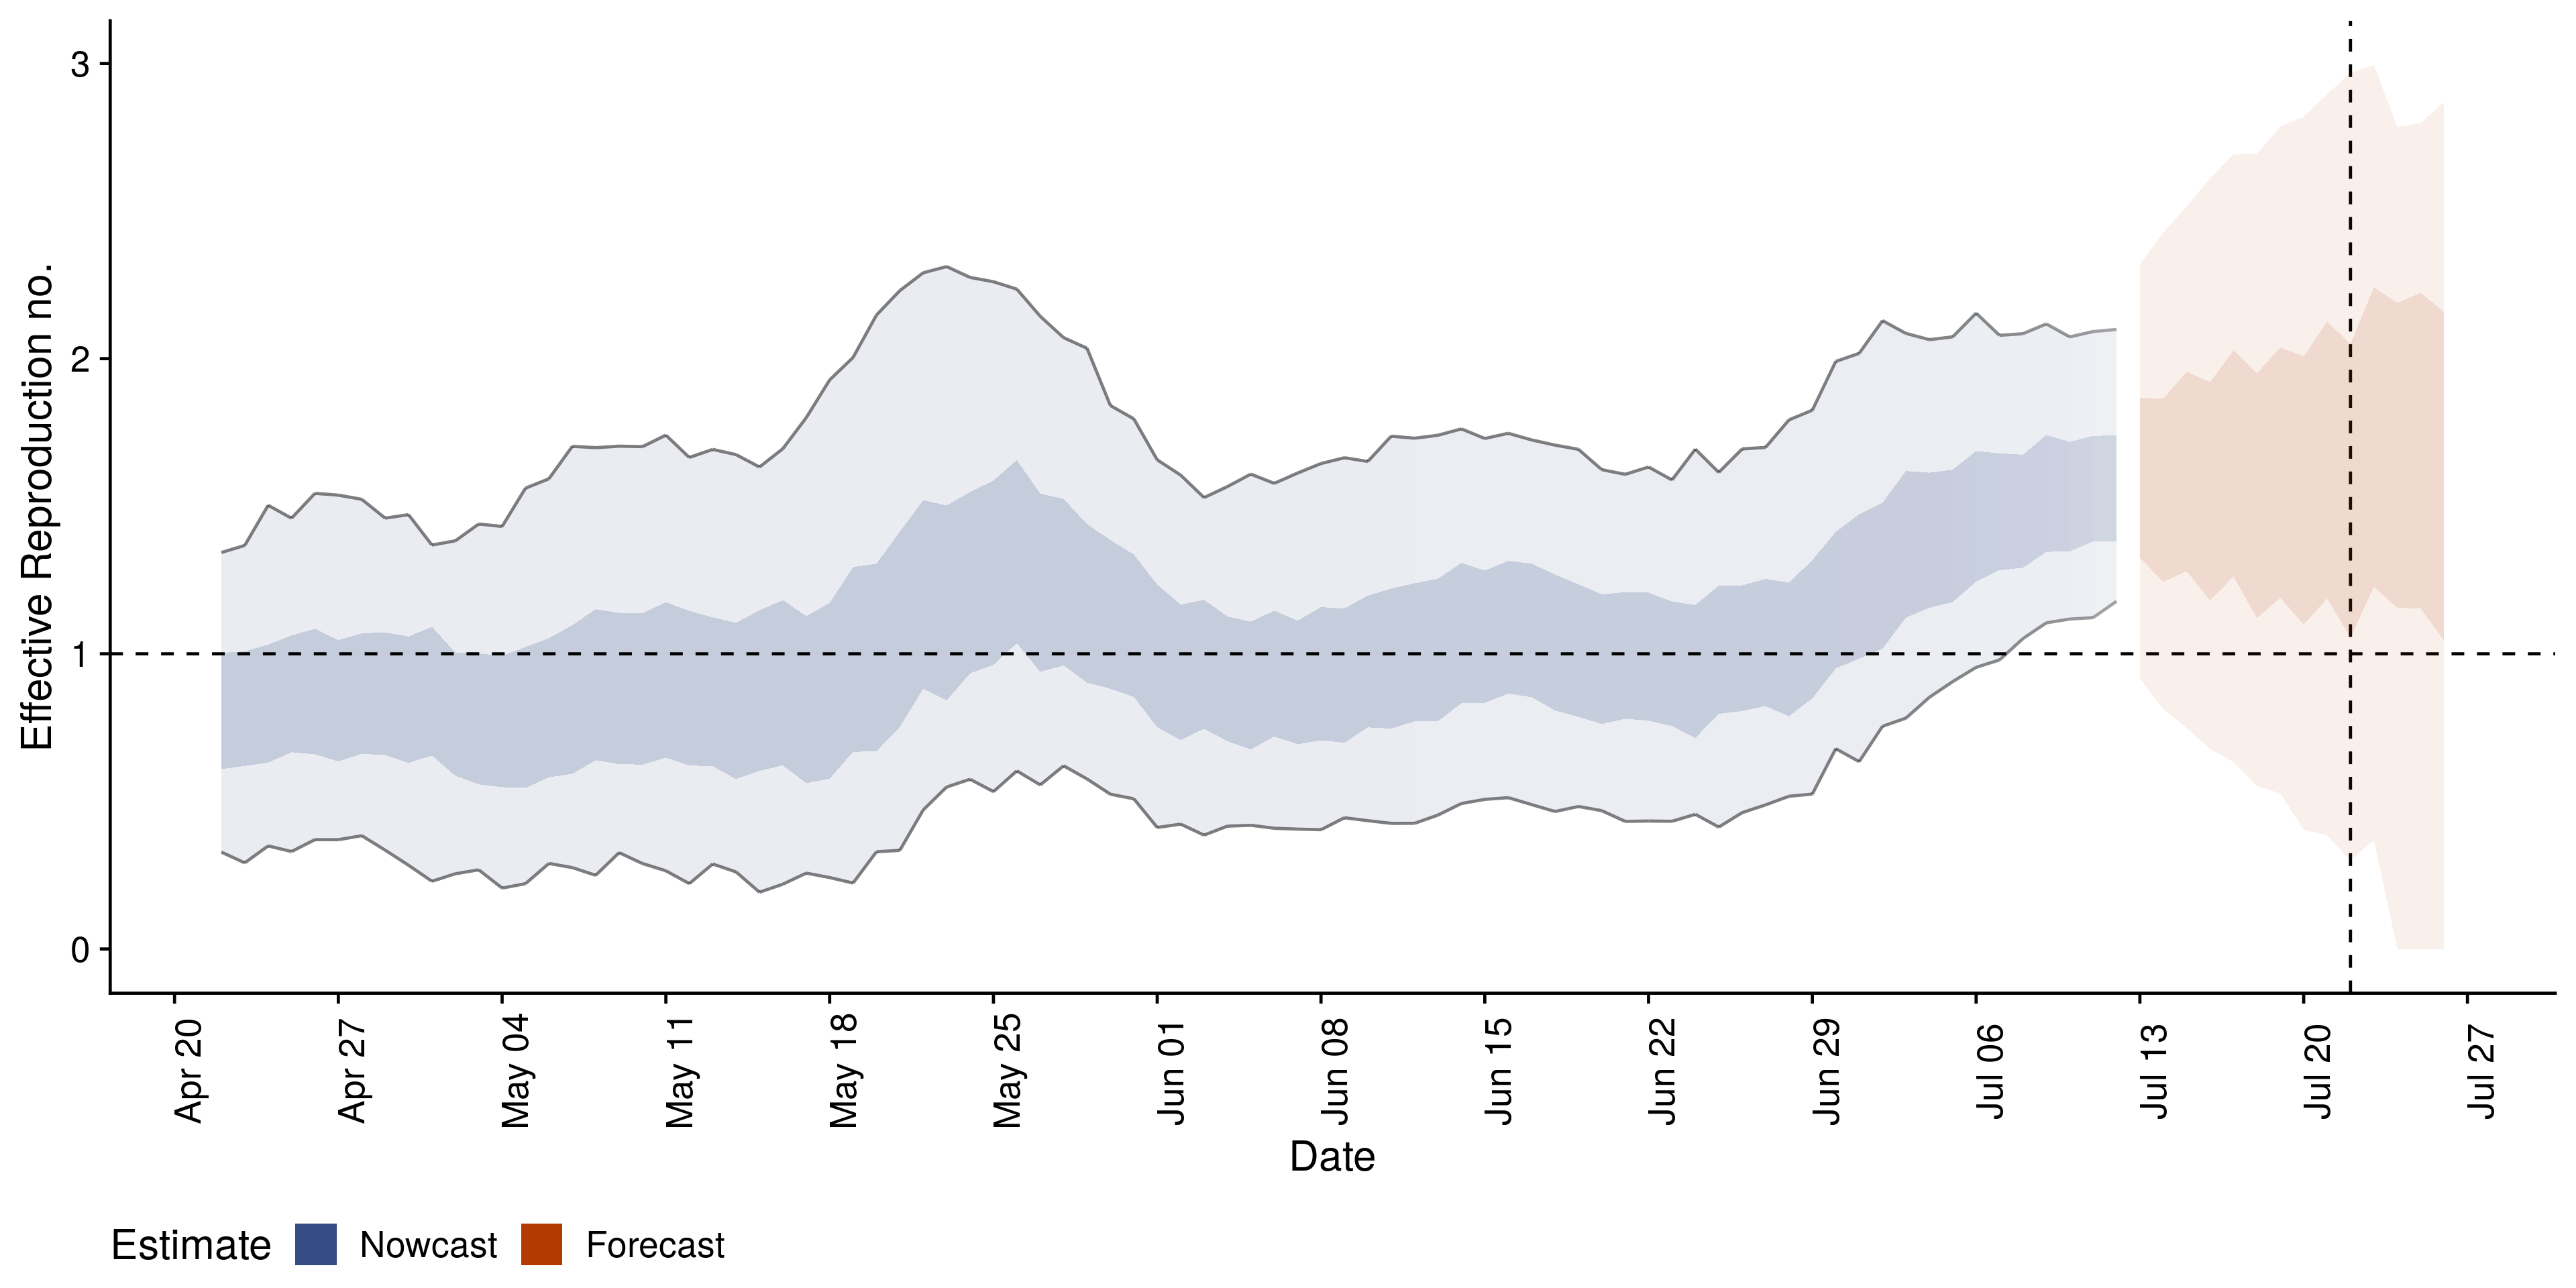 Effective Reproduction no.
3
2
1
0
Apr 20
Apr 27
May 04
May 11
May 18
May 25
Jun 01
Jun 08
Jun 15
Jun 22
Jun 29
Jul 06
Jul 13
Jul 20
Jul 27
Date
Estimate Nowcast Forecast